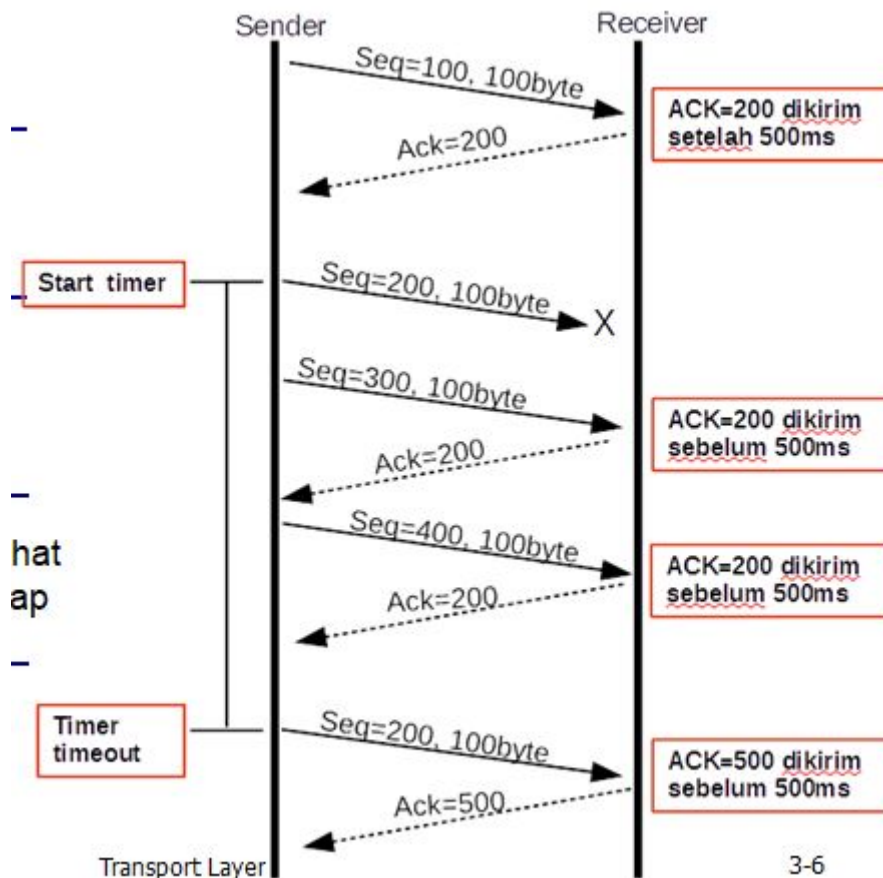 Sender
Receiver
Seq=100, 100byte
ACK=200 dikirim
setelah 500ms
Ack=200
Start timer
Seq=200, 100byte
X
Seq=300, 100byte
ACK=200 dikirim
sebelum 500ms
Ack=200
Seq=400, 100byte
hat
ap
ACK=200 dikirim
sebelum 500ms
Ack=200
Timer
timeout
Seq=200, 100byte
ACK=500 dikirim
sebelum 500ms
Ack=500
Transport Layer
3-6